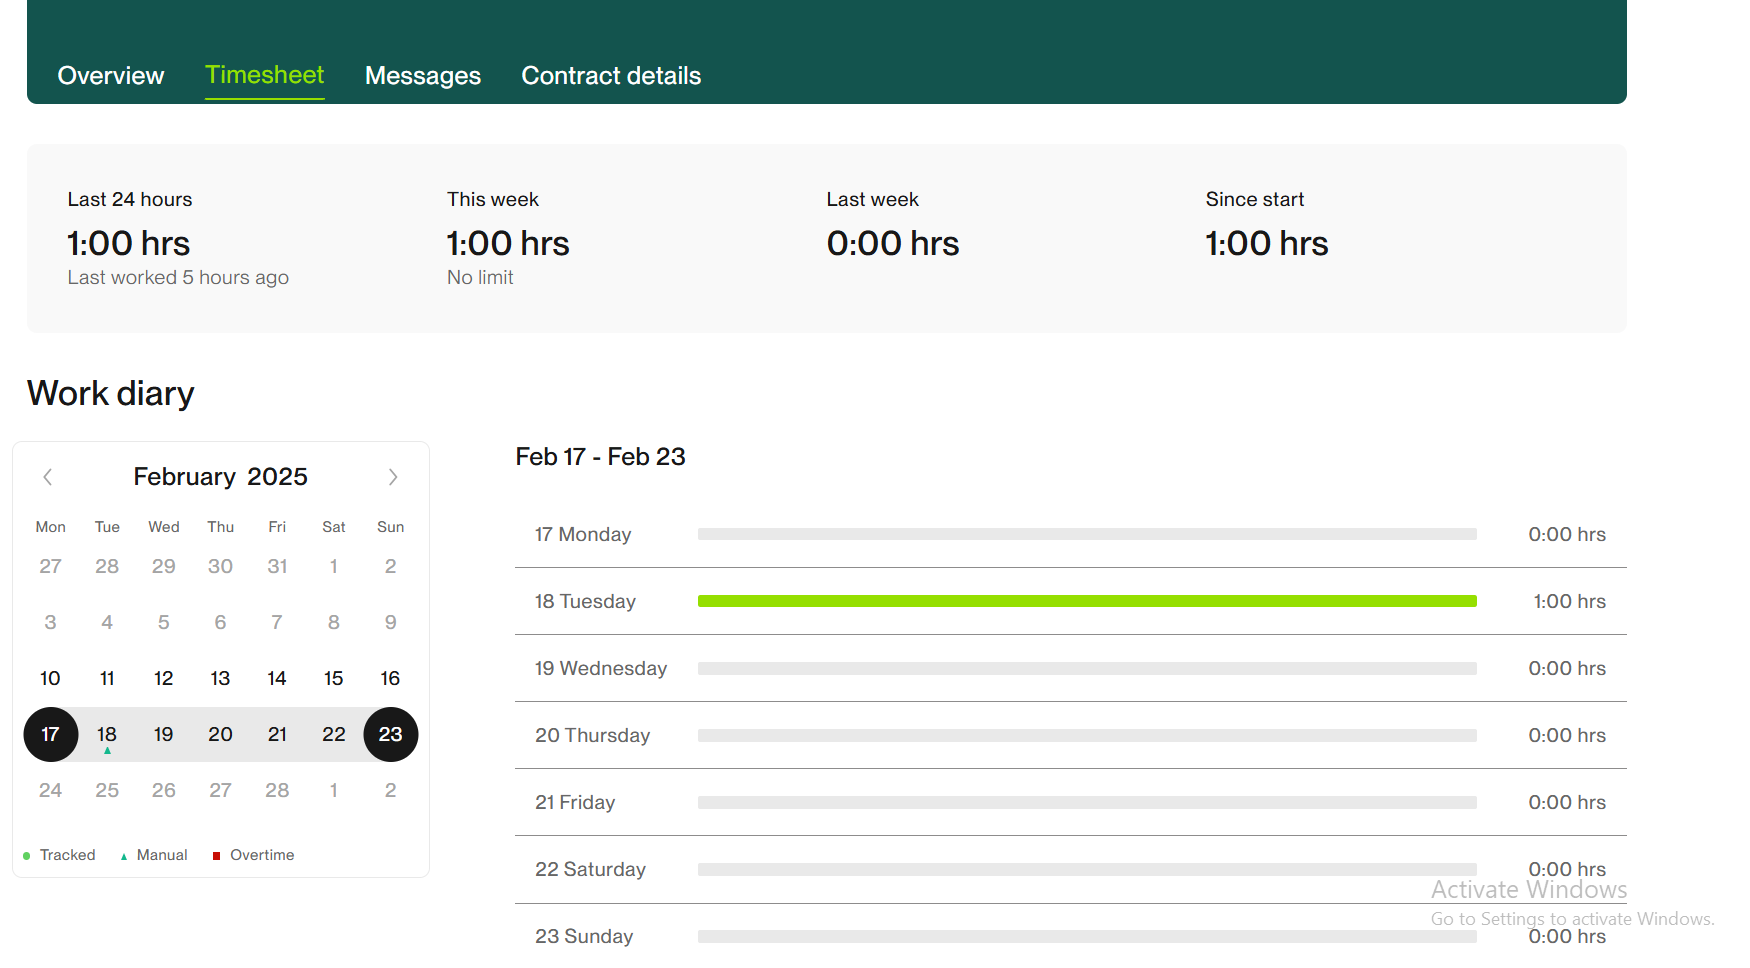 Overview Timesheet Messages Contract details
Last 24 hours This week Last week Since start
1:00 hrs 1:00 hrs 0:00 hrs 1:00 hrs
Last worked 5 hours ago No limit
Work diary
February 2025
Mon Tue Wed Thu Fri Sat Sun
27 28 29 30 31 1 2
3 4 5 6 7 8 9
10 11 12 13 14 15 16
17 18 19 20 21 22 23
24 25 26 27 28 1 2
Tracked Manual Overtime
Feb 17 - Feb 23
17 Monday 0:00 hrs
18 Tuesday 1:00 hrs
19 Wednesday 0:00 hrs
20 Thursday 0:00 hrs
21 Friday 0:00 hrs
22 Saturday 0:00 hrs
23 Sunday 0:00 hrs
Activate Windows
Go to Settings to activate Windows.